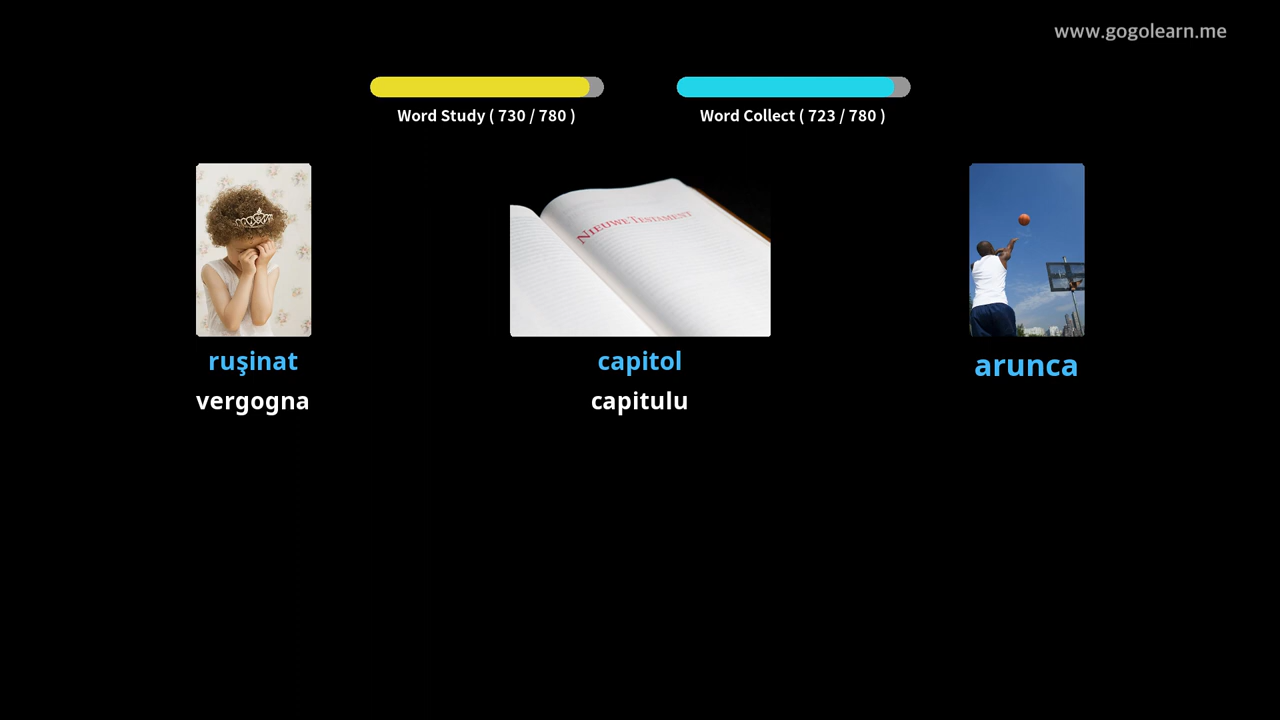 www.gogolearn.me
Word Study ( 730 / 780 )
Word Collect ( 723 / 780 )
NIEUWE TESTAMENT
ruşinat
capitol
arunca
vergogna
capitulu